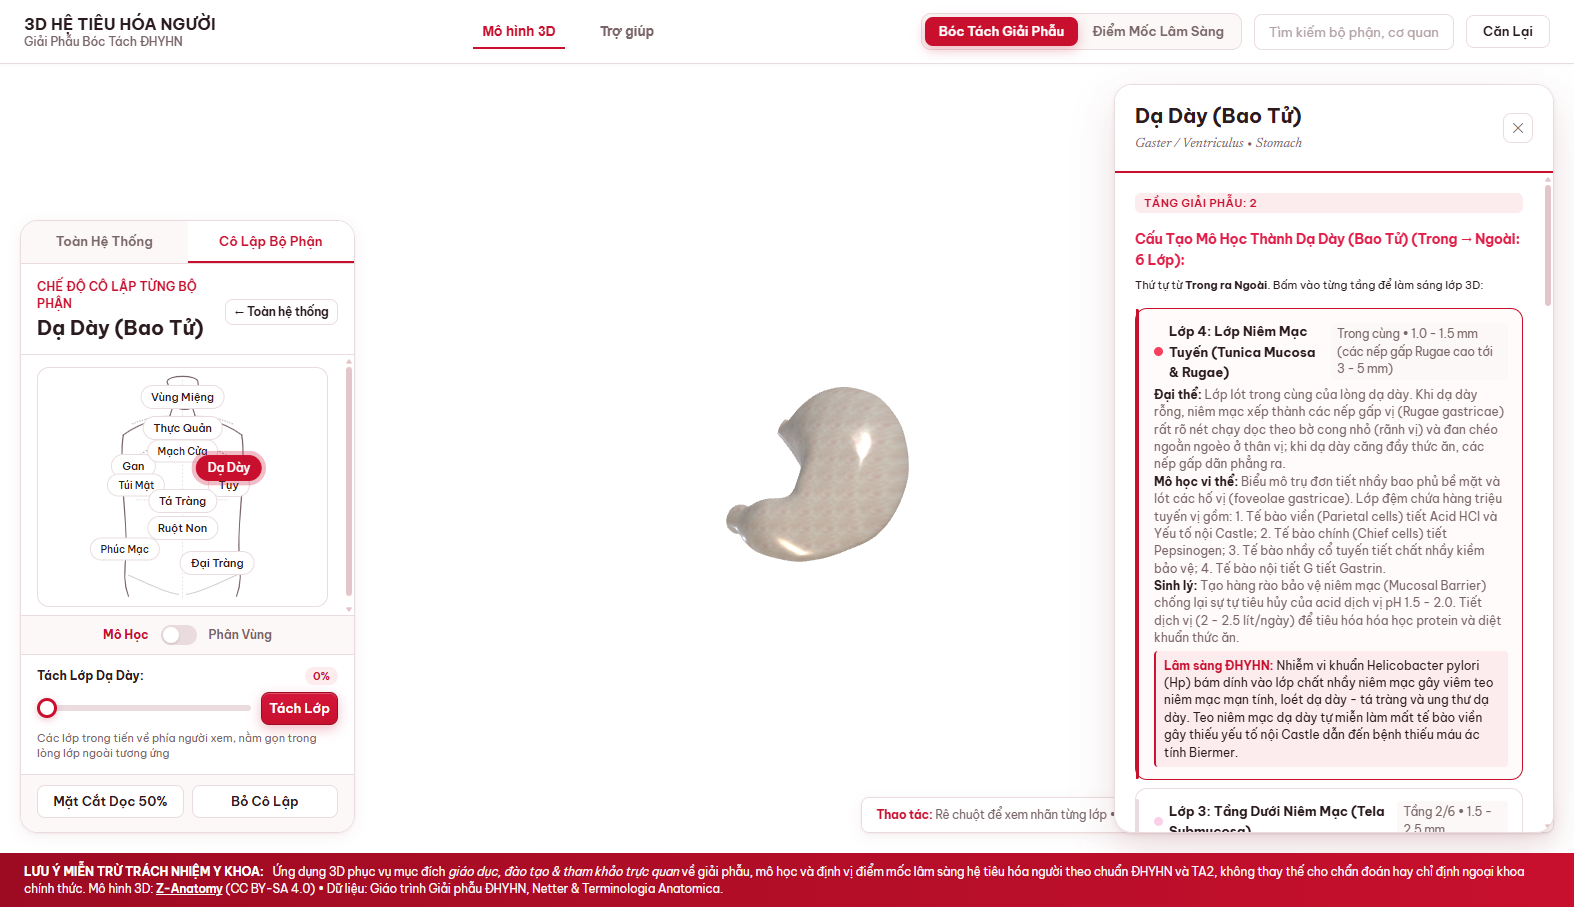 3D HỆ TIÊU HÓA NGƯỜI
Giải Phẫu Bóc Tách ĐHYHN
Mô hình 3D
Trợ giúp
Bóc Tách Giải Phẫu
Điểm Mốc Lâm Sàng
Tìm kiếm bộ phận, cơ quan
Căn Lại
Toàn Hệ Thống
Cô Lập Bộ Phận
CHẾ ĐỘ CÔ LẬP TỪNG BỘ
PHẬN
Dạ Dày (Bao Tử)
← Toàn hệ thống
Vùng Miệng
Thực Quản
Mạch Cửa
Gan
Dạ Dày
Túi Mật
Tụy
Tá Tràng
Ruột Non
Phúc Mạc
Đại Tràng
Mô Học
Phân Vùng
Tách Lớp Dạ Dày:
0%
Tách Lớp
Các lớp trong tiến về phía người xem, nằm gọn trong
lòng lớp ngoài tương ứng
Mặt Cắt Dọc 50%
Bỏ Cô Lập
Thao tác: Rê chuột để xem nhãn từng lớp •
Dạ Dày (Bao Tử)
Gaster / Ventriculus • Stomach
TẦNG GIẢI PHẪU: 2
Cấu Tạo Mô Học Thành Dạ Dày (Bao Tử) (Trong → Ngoài:
6 Lớp):
Thứ tự từ Trong ra Ngoài. Bấm vào từng tầng để làm sáng lớp 3D:
Lớp 4: Lớp Niêm Mạc
Tuyến (Tunica Mucosa
& Rugae)
Trong cùng • 1.0 - 1.5 mm
(các nếp gấp Rugae cao tới
3 - 5 mm)
Đại thể: Lớp lót trong cùng của lòng dạ dày. Khi dạ dày
rỗng, niêm mạc xếp thành các nếp gấp vị (Rugae gastricae)
rất rõ nét chạy dọc theo bờ cong nhỏ (rãnh vị) và đan chéo
ngoằn ngoèo ở thân vị; khi dạ dày căng đầy thức ăn, các
nếp gấp dãn phẳng ra.
Mô học vi thể: Biểu mô trụ đơn tiết nhầy bao phủ bề mặt và
lót các hố vị (foveolae gastricae). Lớp đệm chứa hàng triệu
tuyến vị gồm: 1. Tế bào viền (Parietal cells) tiết Acid HCl và
Yếu tố nội Castle; 2. Tế bào chính (Chief cells) tiết
Pepsinogen; 3. Tế bào nhầy cổ tuyến tiết chất nhầy kiềm
bảo vệ; 4. Tế bào nội tiết G tiết Gastrin.
Sinh lý: Tạo hàng rào bảo vệ niêm mạc (Mucosal Barrier)
chống lại sự tự tiêu hủy của acid dịch vị pH 1.5 - 2.0. Tiết
dịch vị (2 - 2.5 lít/ngày) để tiêu hóa hóa học protein và diệt
khuẩn thức ăn.
Lâm sàng ĐHYHN: Nhiễm vi khuẩn Helicobacter pylori
(Hp) bám dính vào lớp chất nhầy niêm mạc gây viêm teo
niêm mạc mạn tính, loét dạ dày - tá tràng và ung thư dạ
dày. Teo niêm mạc dạ dày tự miễn làm mất tế bào viền
gây thiếu yếu tố nội Castle dẫn đến bệnh thiếu máu ác
tính Biermer.
Lớp 3: Tầng Dưới Niêm Mạc (Tela
Submucosa)
Tầng 2/6 • 1.5 -
2.5 mm
LƯU Ý MIỄN TRỪ TRÁCH NHIỆM Y KHOA: Ứng dụng 3D phục vụ mục đích giáo dục, đào tạo & tham khảo trực quan về giải phẫu, mô học và định vị điểm mốc lâm sàng hệ tiêu hóa người theo chuẩn ĐHYHN và TA2, không thay thế cho chẩn đoán hay chỉ định ngoại khoa
chính thức. Mô hình 3D: Z-Anatomy (CC BY-SA 4.0) • Dữ liệu: Giáo trình Giải phẫu ĐHYHN, Netter & Terminologia Anatomica.